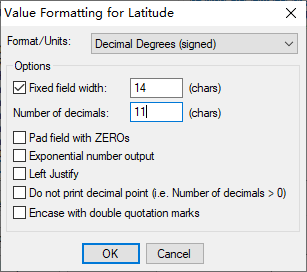 Value Formatting for Latitude
Format/Units: Decimal Degrees (signed)
Options
Fixed field width: 14 (chars)
Number of decimals: 11 (chars)
Pad field with ZEROs
Exponential number output
Left Justify
Do not print decimal point (i.e. Number of decimals > 0)
Encase with double quotation marks
OK Cancel